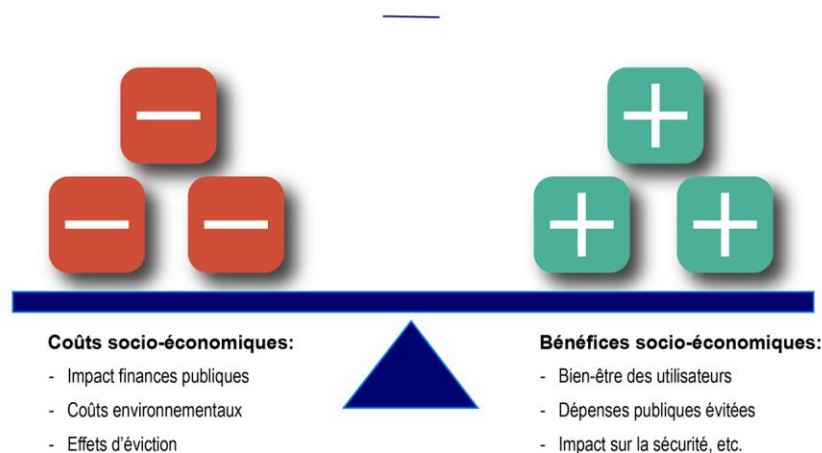 Coûts socio-économiques:
- Impact finances publiques
- Coûts environnementaux
- Effets d'éviction
Bénéfices socio-économiques:
- Bien-être des utilisateurs
- Dépenses publiques évitées
- Impact sur la sécurité, etc.